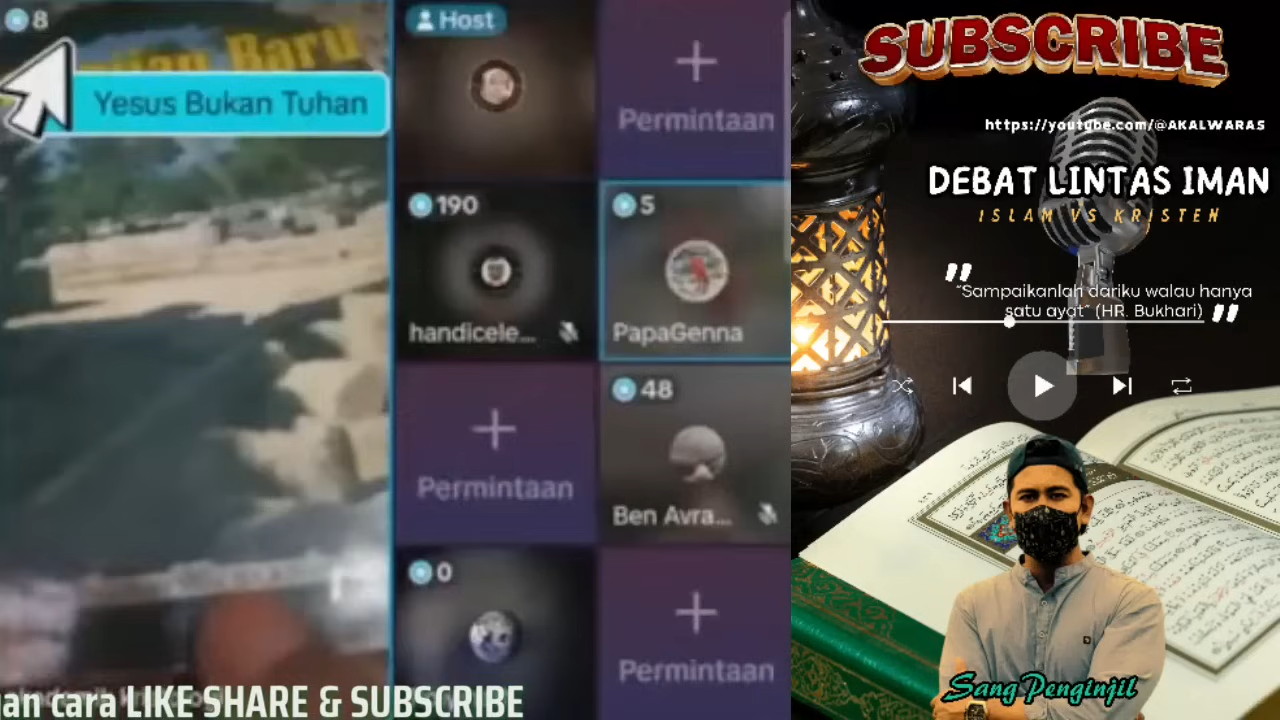 8
Baru
Yesus Bukan Tuhan
Host
Permintaan
190
handicele...
5
PapaGenna
Permintaan
48
Ben Avra...
0
Permintaan
an cara LIKE SHARE & SUBSCRIBE
SUBSCRIBE
https://youtube.com/@AKALWARAS
DEBAT LINTAS IMAN
ISLAM VS KRISTEN
"
"Sampaikanlah dariku walau hanya
satu ayat" (HR. Bukhari) "
Sang Penginjil